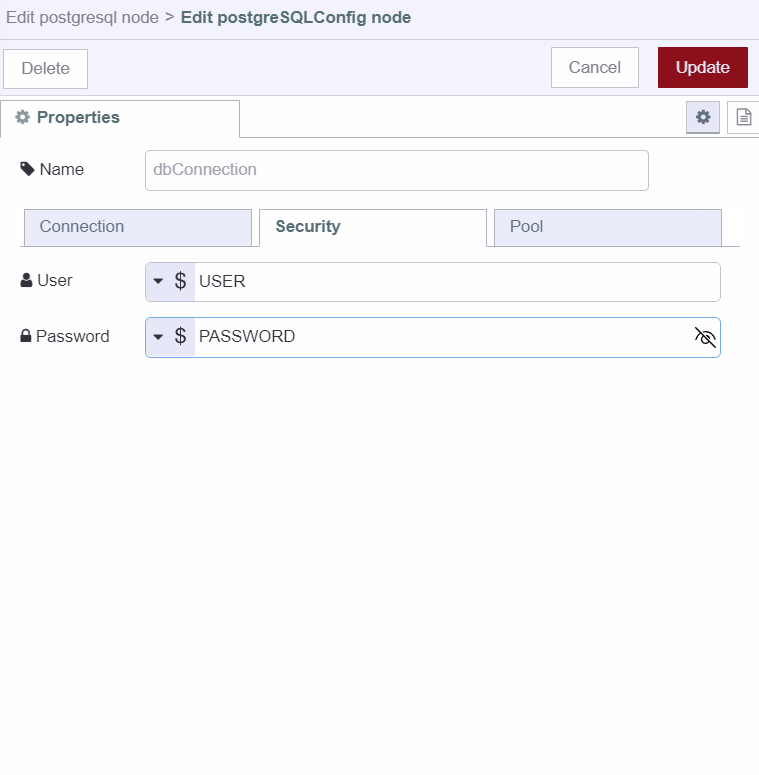 Edit postgresql node > Edit postgreSQLConfig node
Delete Cancel Update
Properties
Name dbConnection
Connection Security Pool
User $ USER
Password $ PASSWORD